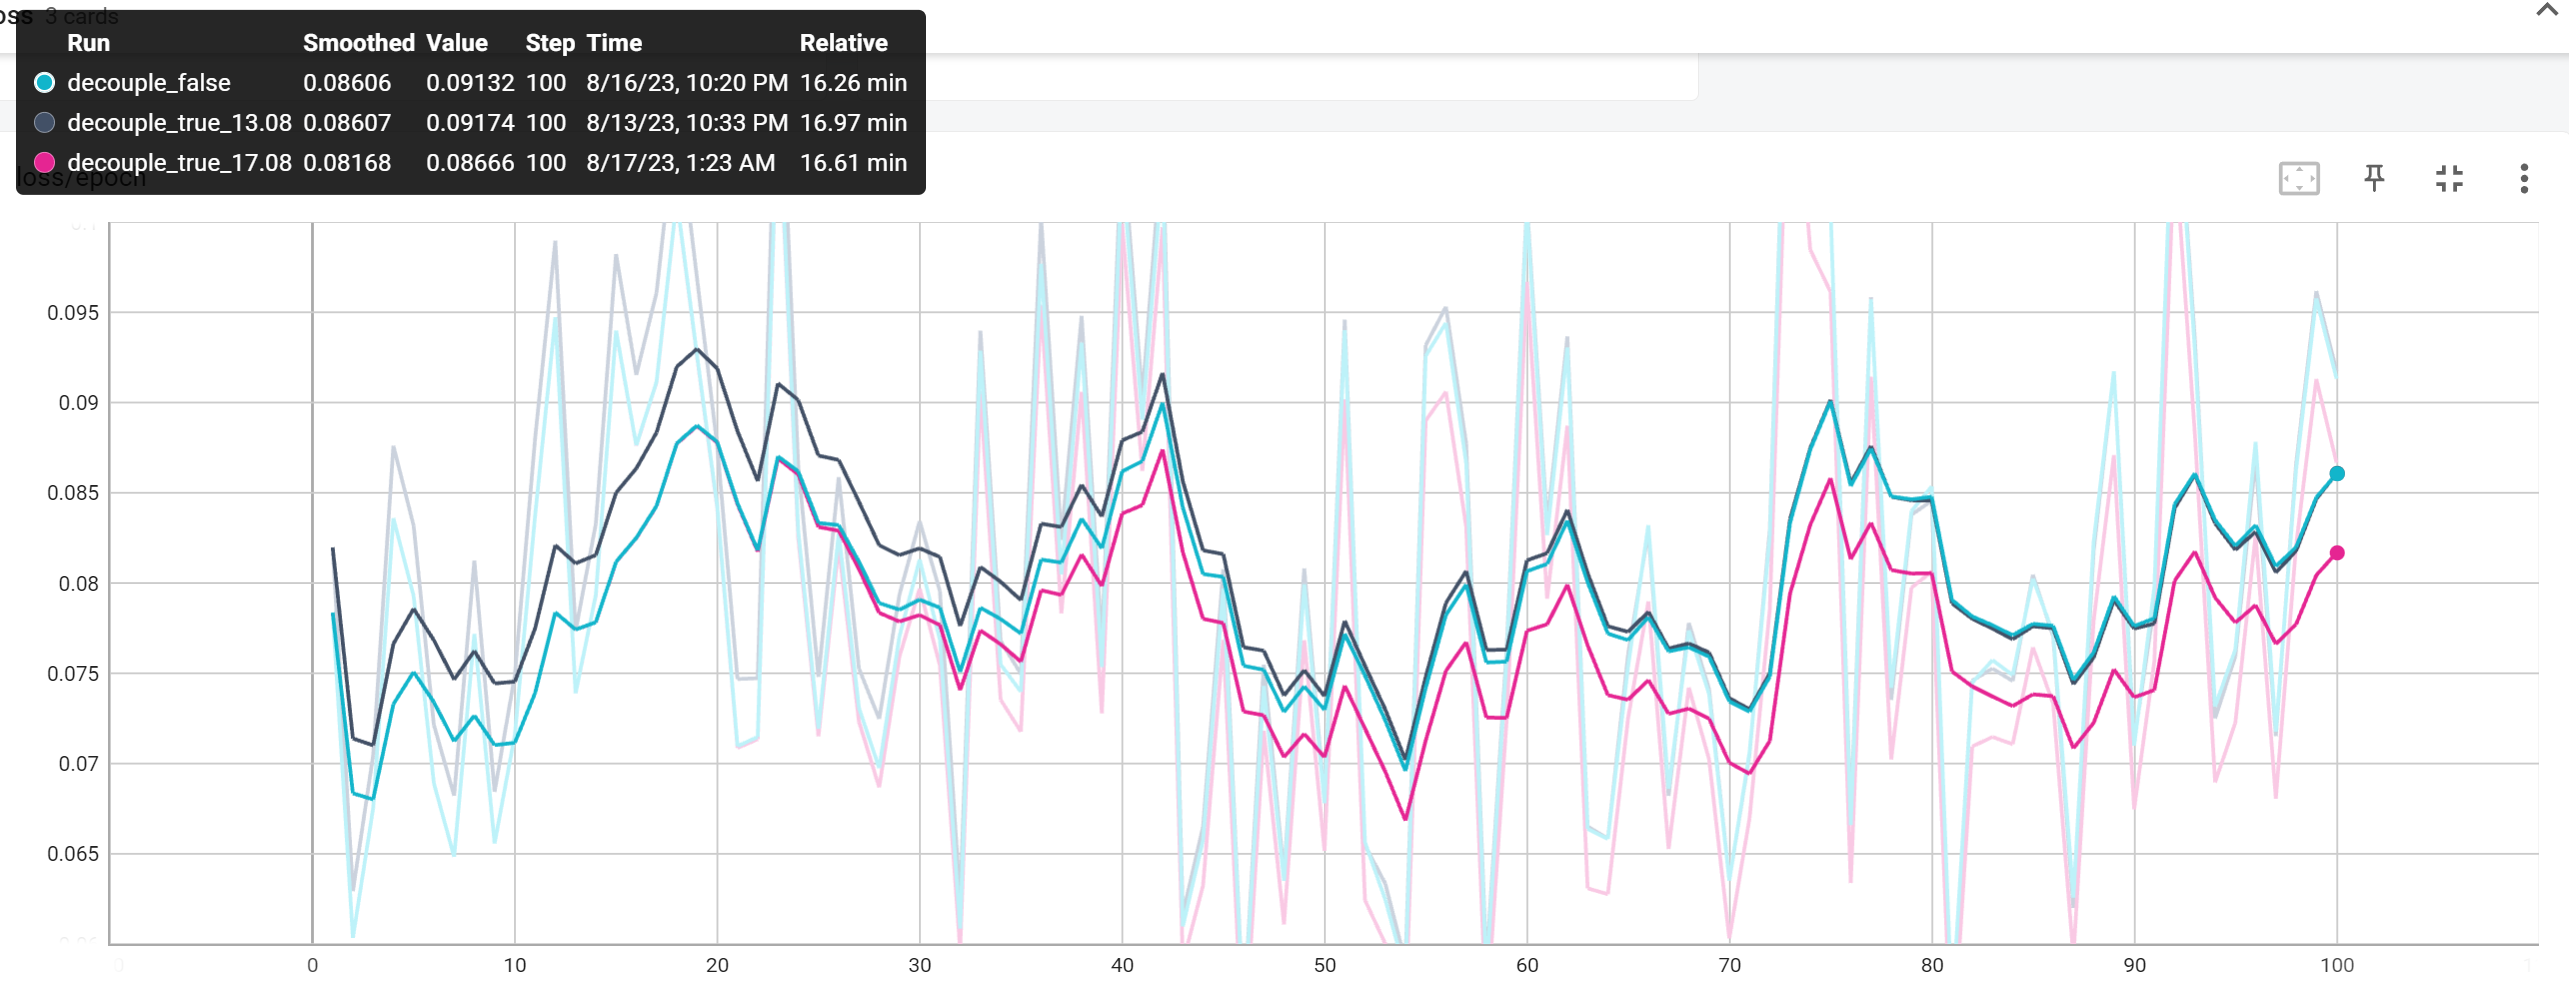 oss 3 cards
Run Smoothed Value Step Time Relative
decouple_false 0.08606 0.09132 100 8/16/23, 10:20 PM 16.26 min
decouple_true_13.08 0.08607 0.09174 100 8/13/23, 10:33 PM 16.97 min
decouple_true_17.08 0.08168 0.08666 100 8/17/23, 1:23 AM 16.61 min
loss/epoch
0.095
0.09
0.085
0.08
0.075
0.07
0.065
0 10 20 30 40 50 60 70 80 90 100